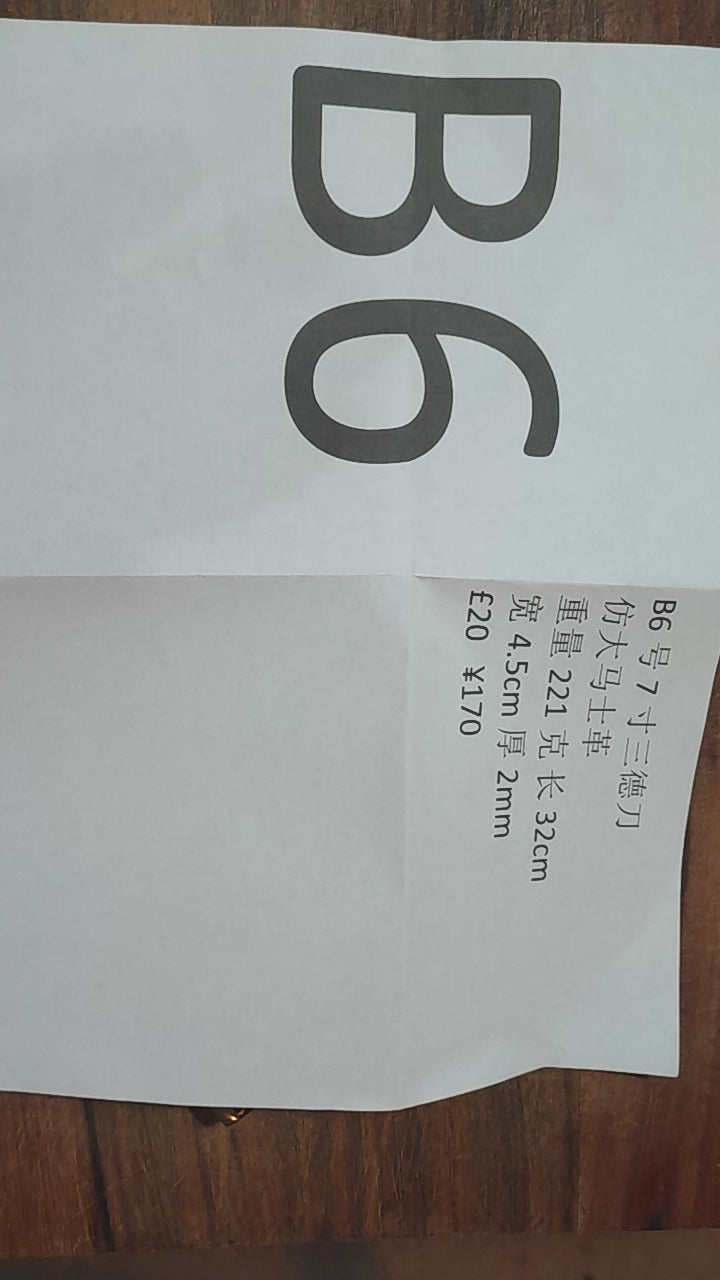 B6
B6 号 7 寸三德刀
仿大马士革
重量 221 克 长 32cm
宽 4.5cm 厚 2mm
£20 ¥170